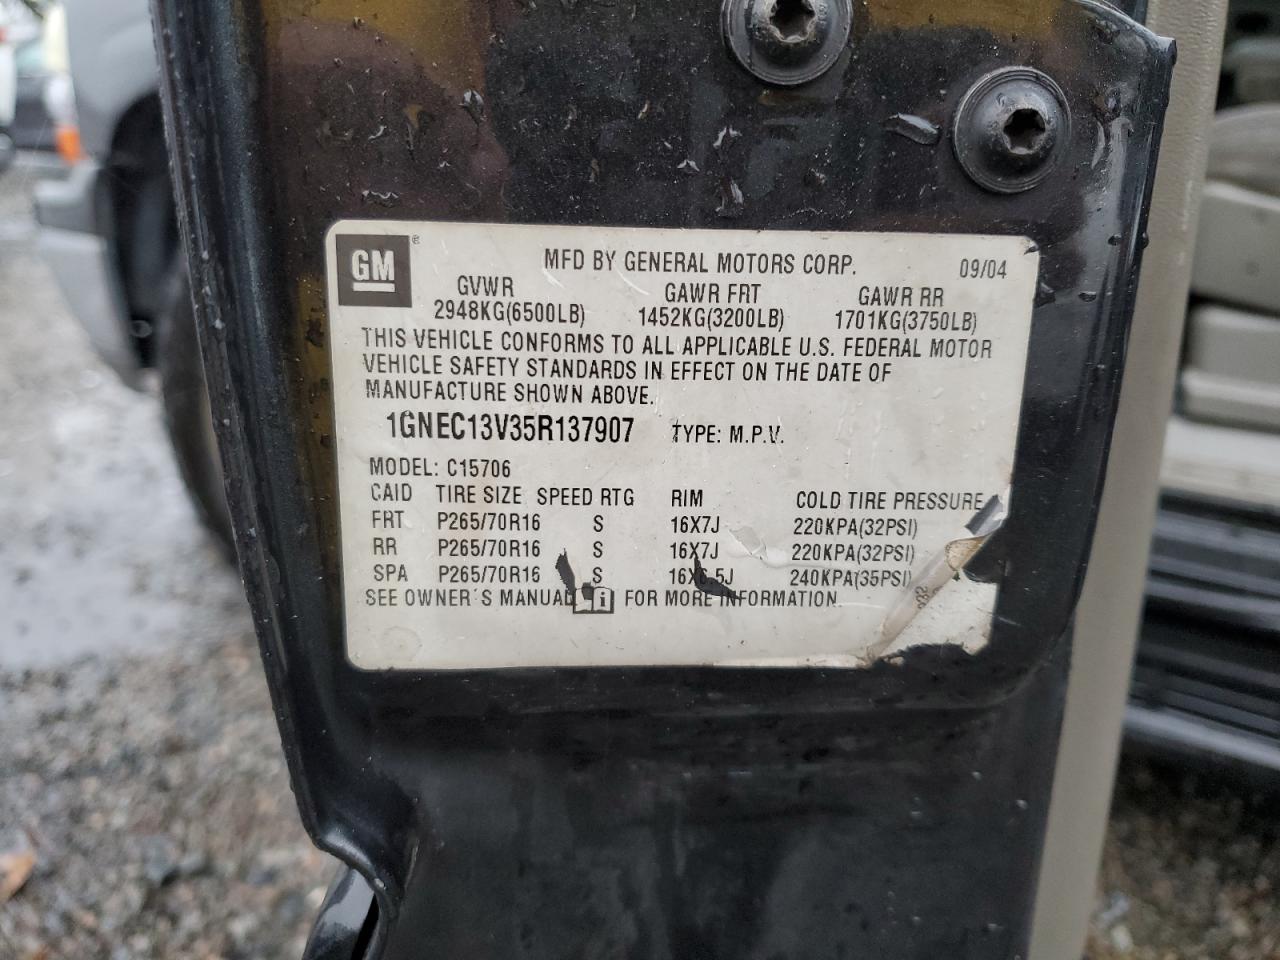 GM ®
MFD BY GENERAL MOTORS CORP. 09/04
GVWR GAWR FRT GAWR RR
2948KG(6500LB) 1452KG(3200LB) 1701KG(3750LB)
THIS VEHICLE CONFORMS TO ALL APPLICABLE U.S. FEDERAL MOTOR
VEHICLE SAFETY STANDARDS IN EFFECT ON THE DATE OF
MANUFACTURE SHOWN ABOVE.
1GNEC13V35R137907 TYPE: M.P.V.
MODEL: C15706
CAID TIRE SIZE SPEED RTG RIM COLD TIRE PRESSURE
FRT P265/70R16 S 16X7J 220KPA(32PSI)
RR P265/70R16 S 16X7J 220KPA(32PSI)
SPA P265/70R16 S 16X6.5J 240KPA(35PSI)
SEE OWNER'S MANUAL i FOR MORE INFORMATION.